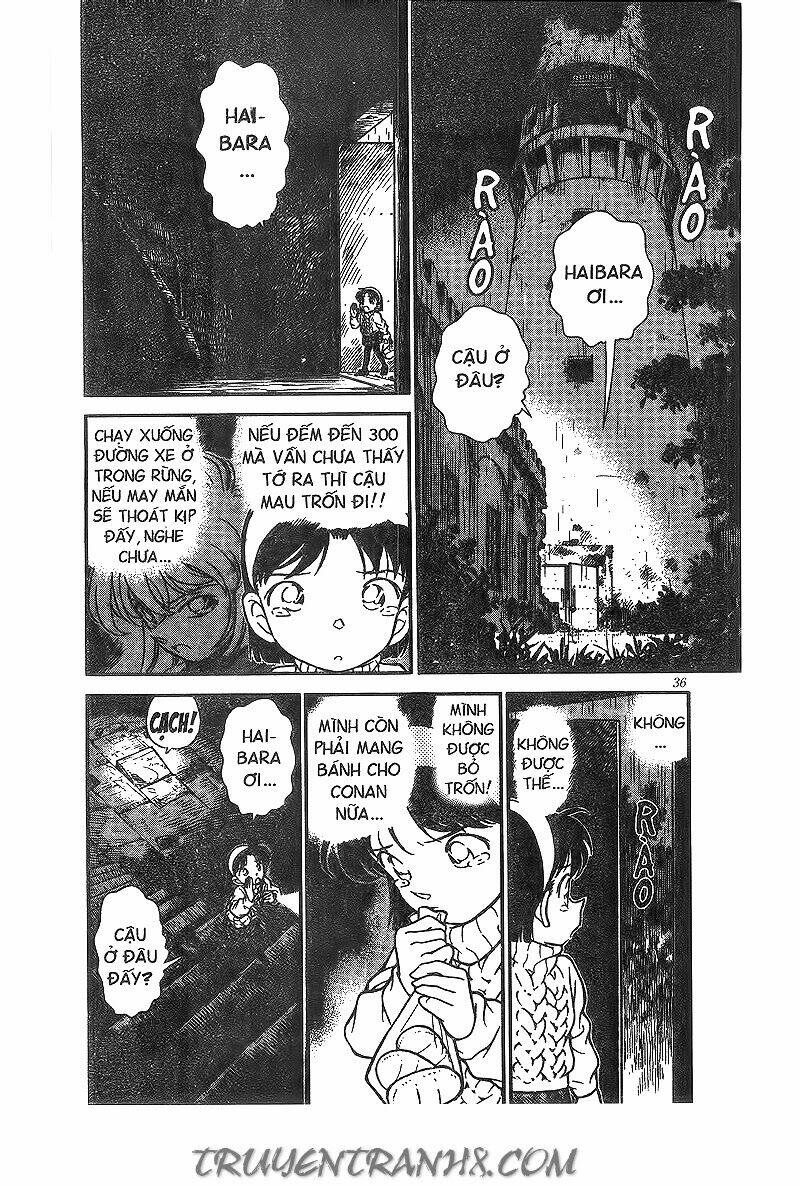 RÀO
RÀO
HAIBARA
ƠI...
CẬU Ở
ĐÂU?
HAI-
BARA
...
NẾU ĐẾM ĐẾN 300
MÀ VẪN CHƯA THẤY
TỚ RA THÌ CẬU
MAU TRỐN ĐI!!
CHẠY XUỐNG
ĐƯỜNG XE Ở
TRONG RỪNG,
NẾU MAY MẮN
SẼ THOÁT KỊP
ĐẤY, NGHE
CHƯA...
36
KHÔNG
...
KHÔNG
ĐƯỢC
THẾ...
RÀO
MÌNH
KHÔNG
ĐƯỢC
BỎ
TRỐN!
MÌNH CÒN
PHẢI MANG
BÁNH CHO
CONAN
NỮA...
HAI-
BARA
ƠI...
CẠCH!
CẬU
Ở ĐÂU
ĐẤY?
TRUYENTRANH8.COM